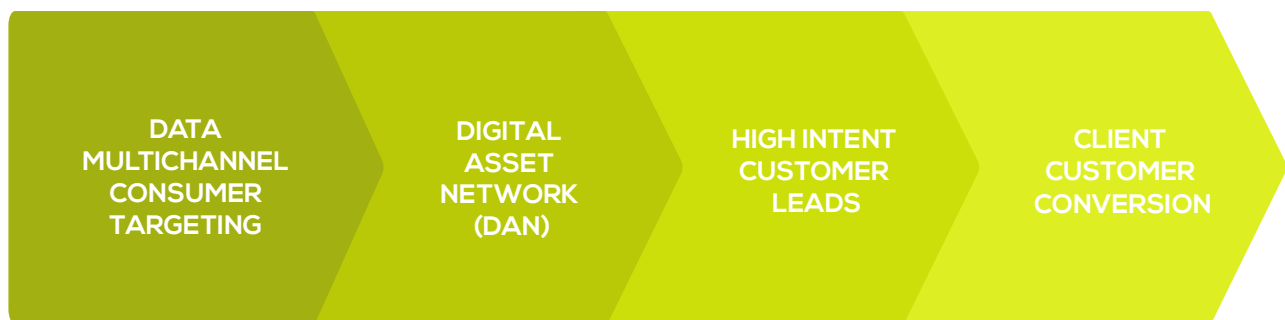 DATA
MULTICHANNEL
CONSUMER
TARGETING
DIGITAL
ASSET
NETWORK
(DAN)
HIGH INTENT
CUSTOMER
LEADS
CLIENT
CUSTOMER
CONVERSION